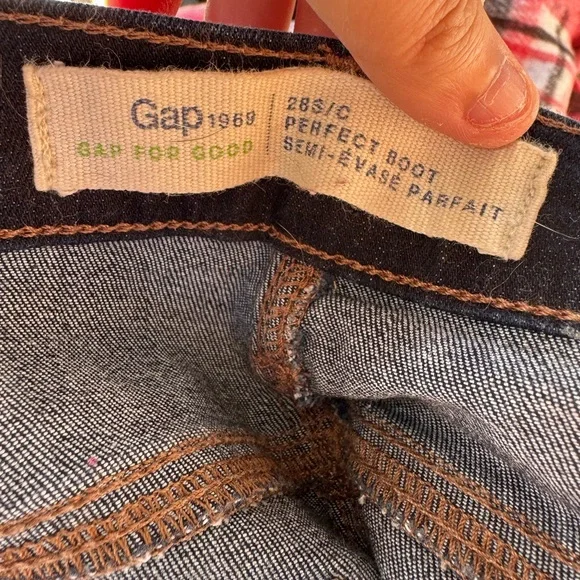 Gap 1969
GAP FOR GOOD
28S/C
PERFECT BOOT
SEMI-ÉVASÉ PARFAIT